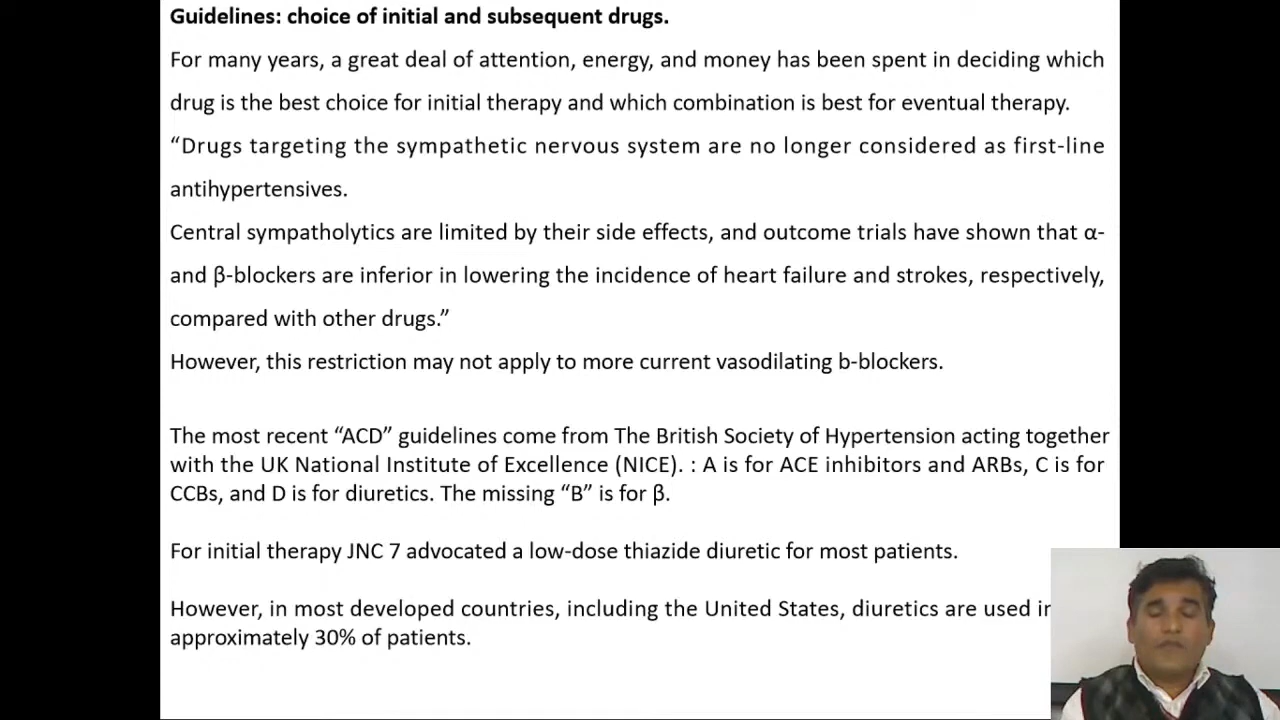 Guidelines: choice of initial and subsequent drugs.
For many years, a great deal of attention, energy, and money has been spent in deciding which
drug is the best choice for initial therapy and which combination is best for eventual therapy.
“Drugs targeting the sympathetic nervous system are no longer considered as first-line
antihypertensives.
Central sympatholytics are limited by their side effects, and outcome trials have shown that α-
and β-blockers are inferior in lowering the incidence of heart failure and strokes, respectively,
compared with other drugs.”
However, this restriction may not apply to more current vasodilating b-blockers.
The most recent “ACD” guidelines come from The British Society of Hypertension acting together
with the UK National Institute of Excellence (NICE). : A is for ACE inhibitors and ARBs, C is for
CCBs, and D is for diuretics. The missing “B” is for β.
For initial therapy JNC 7 advocated a low-dose thiazide diuretic for most patients.
However, in most developed countries, including the United States, diuretics are used in
approximately 30% of patients.